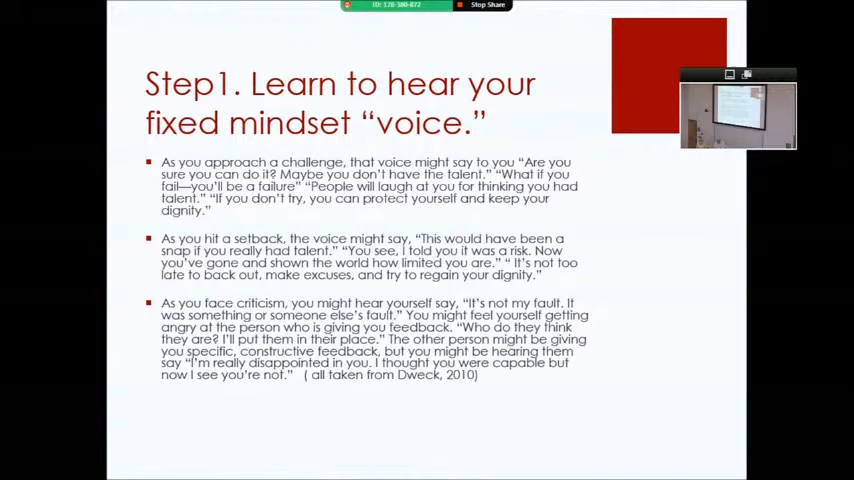 ID: 178-380-872
Stop Share
Step1. Learn to hear your
fixed mindset “voice.”
As you approach a challenge, that voice might say to you “Are you
sure you can do it? Maybe you don’t have the talent.” “What if you
fail—you’ll be a failure” “People will laugh at you for thinking you had
talent.” “If you don’t try, you can protect yourself and keep your
dignity.”
As you hit a setback, the voice might say, “This would have been a
snap if you really had talent.” “You see, I told you it was a risk. Now
you’ve gone and shown the world how limited you are.” “ It’s not too
late to back out, make excuses, and try to regain your dignity.”
As you face criticism, you might hear yourself say, “It’s not my fault. It
was something or someone else’s fault.” You might feel yourself getting
angry at the person who is giving you feedback. “Who do they think
they are? I’ll put them in their place.” The other person might be giving
you specific, constructive feedback, but you might be hearing them
say “I’m really disappointed in you. I thought you were capable but
now I see you’re not.” ( all taken from Dweck, 2010)